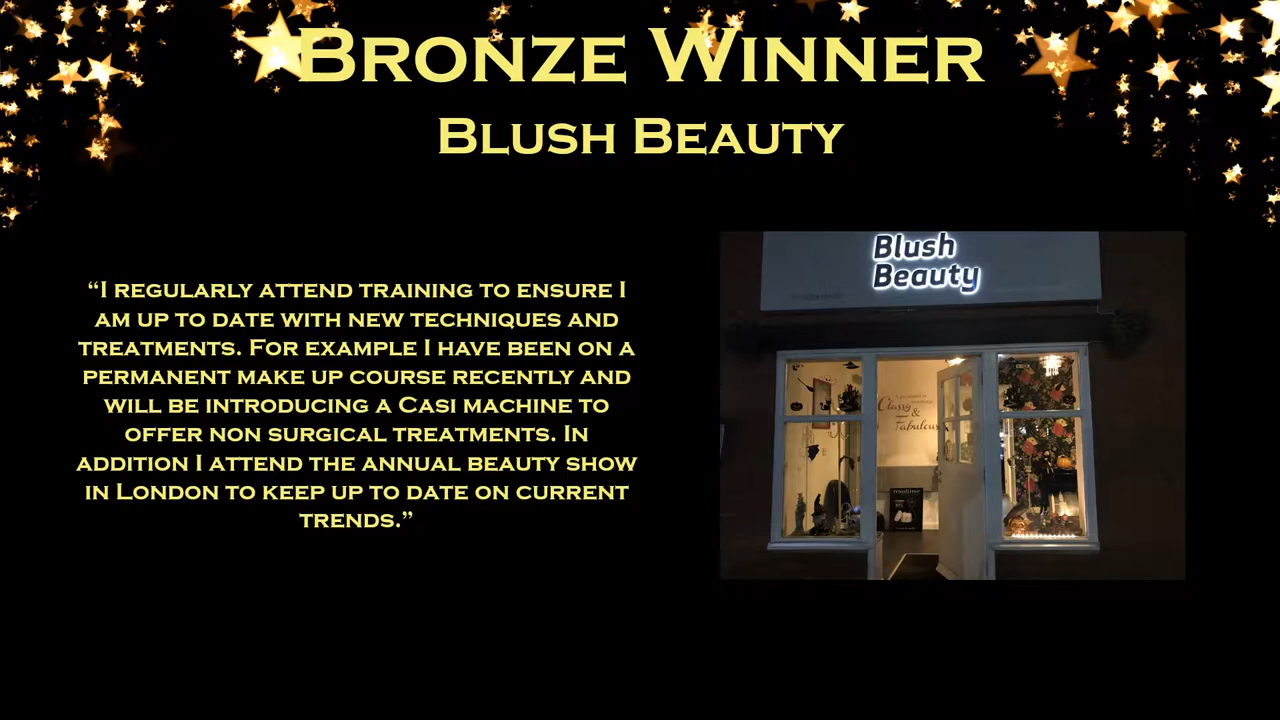 Bronze Winner
Blush Beauty
“I regularly attend training to ensure I
am up to date with new techniques and
treatments. For example I have been on a
permanent make up course recently and
will be introducing a Casi machine to
offer non surgical treatments. In
addition I attend the annual beauty show
in London to keep up to date on current
trends.”
Blush
Beauty
Classy
&
Fabulous